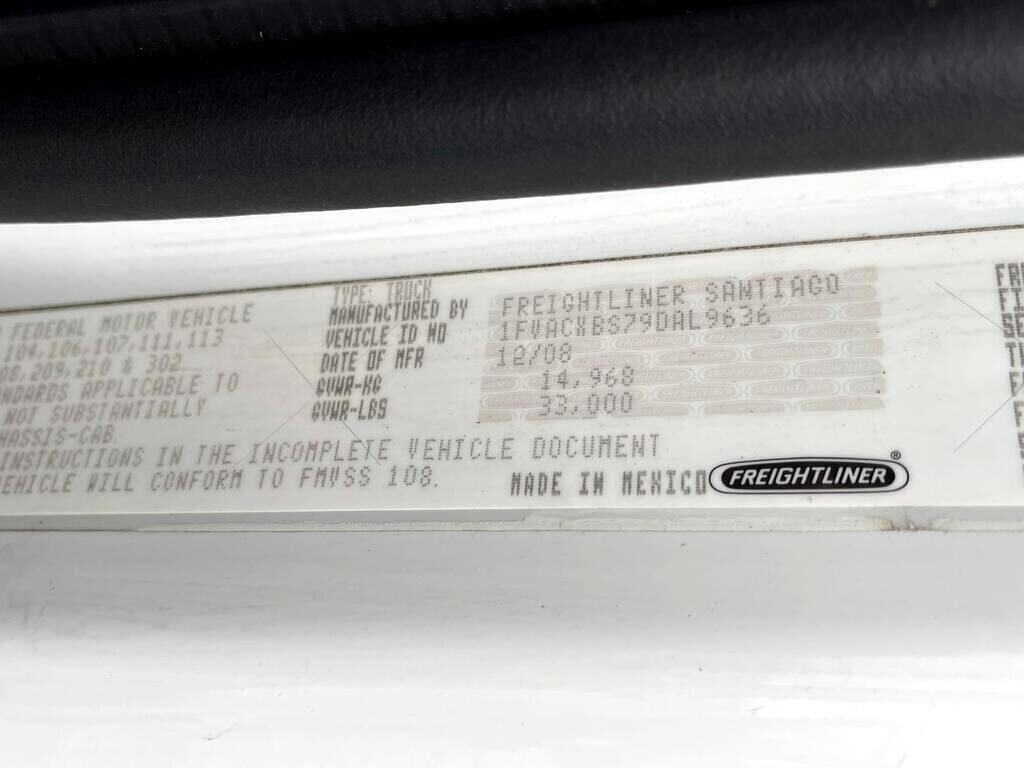 FEDERAL MOTOR VEHICLE
104,106,107,111,113
08,209,210 & 302
NDARDS APPLICABLE TO
NOT SUBSTANTIALLY
HASSIS-CAB.
INSTRUCTIONS IN THE INCOMPLETE VEHICLE DOCUMENT
EHICLE WILL CONFORM TO FMVSS 108.
TYPE: TRUCK
MANUFACTURED BY FREIGHTLINER SANTIAGO
VEHICLE ID NO 1FVACXBS79DAL9636
DATE OF MFR 12/08
GVWR-KG 14,968
GVWR-LBS 33,000
MADE IN MEXICO FREIGHTLINER®